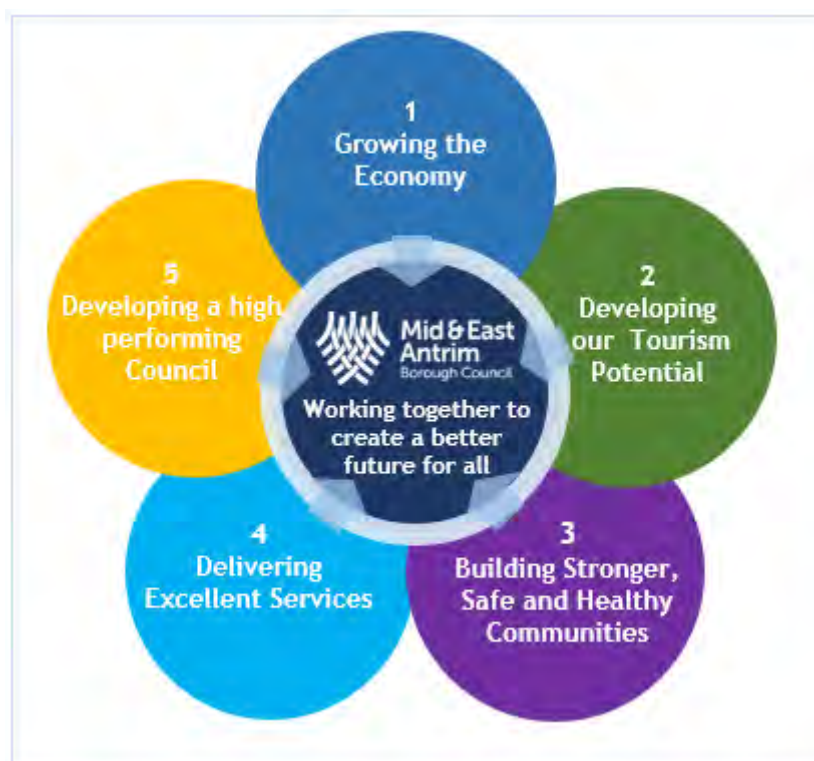 1
Growing the
Economy
2
Developing
our Tourism
Potential
3
Building Stronger,
Safe and Healthy
Communities
4
Delivering
Excellent Services
5
Developing a high
performing
Council
Mid & East
Antrim
Borough Council
Working together to
create a better
future for all